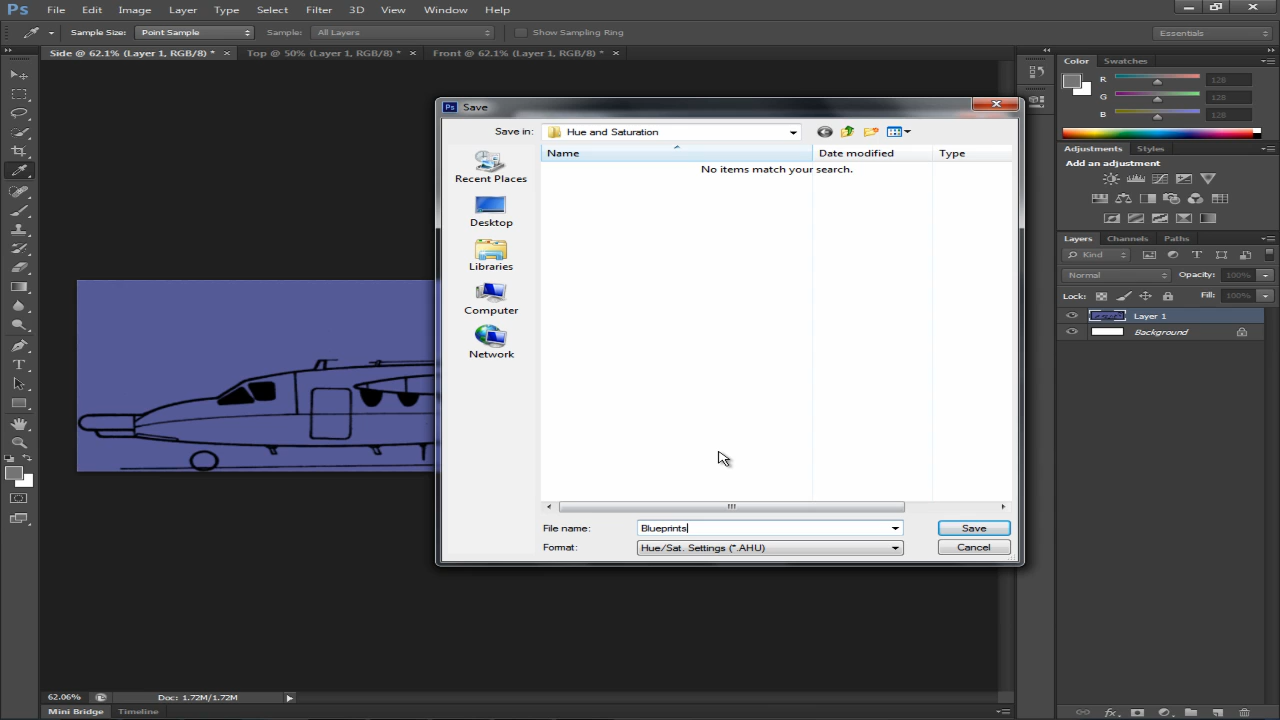 Ps File Edit Image Layer Type Select Filter 3D View Window Help
Sample Size: Point Sample Sample: All Layers Show Sampling Ring Essentials
Side @ 62.1% (Layer 1, RGB/8) * × Top @ 50% (Layer 1, RGB/8) * × Front @ 62.1% (Layer 1, RGB/8) * ×
Color Swatches
R 128
G 128
B 128
Adjustments Styles
Add an adjustment
Layers Channels Paths
Kind
Normal Opacity: 100%
Lock: Fill: 100%
Layer 1
Background
Ps Save
Save in: Hue and Saturation
Name Date modified Type
No items match your search.
Recent Places
Desktop
Libraries
Computer
Network
File name: Blueprints Save
Format: Hue/Sat. Settings (*.AHU) Cancel
62.06% Doc: 1.72M/1.72M
Mini Bridge Timeline